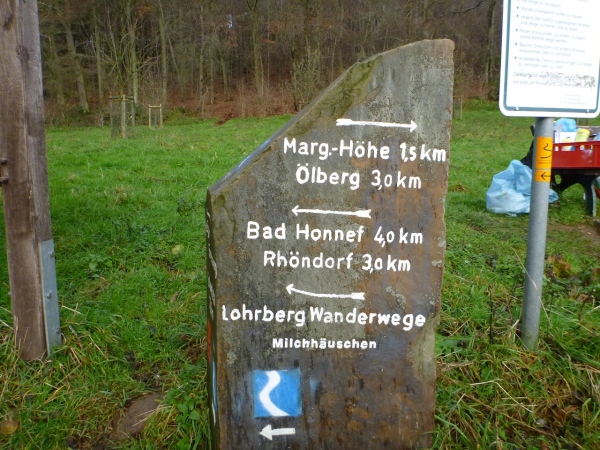 Marg.-Höhe 1,5 km
Ölberg 3,0 km
Bad Honnef 4,0 km
Rhöndorf 3,0 km
Lohrberg Wanderwege
Milchhäuschen